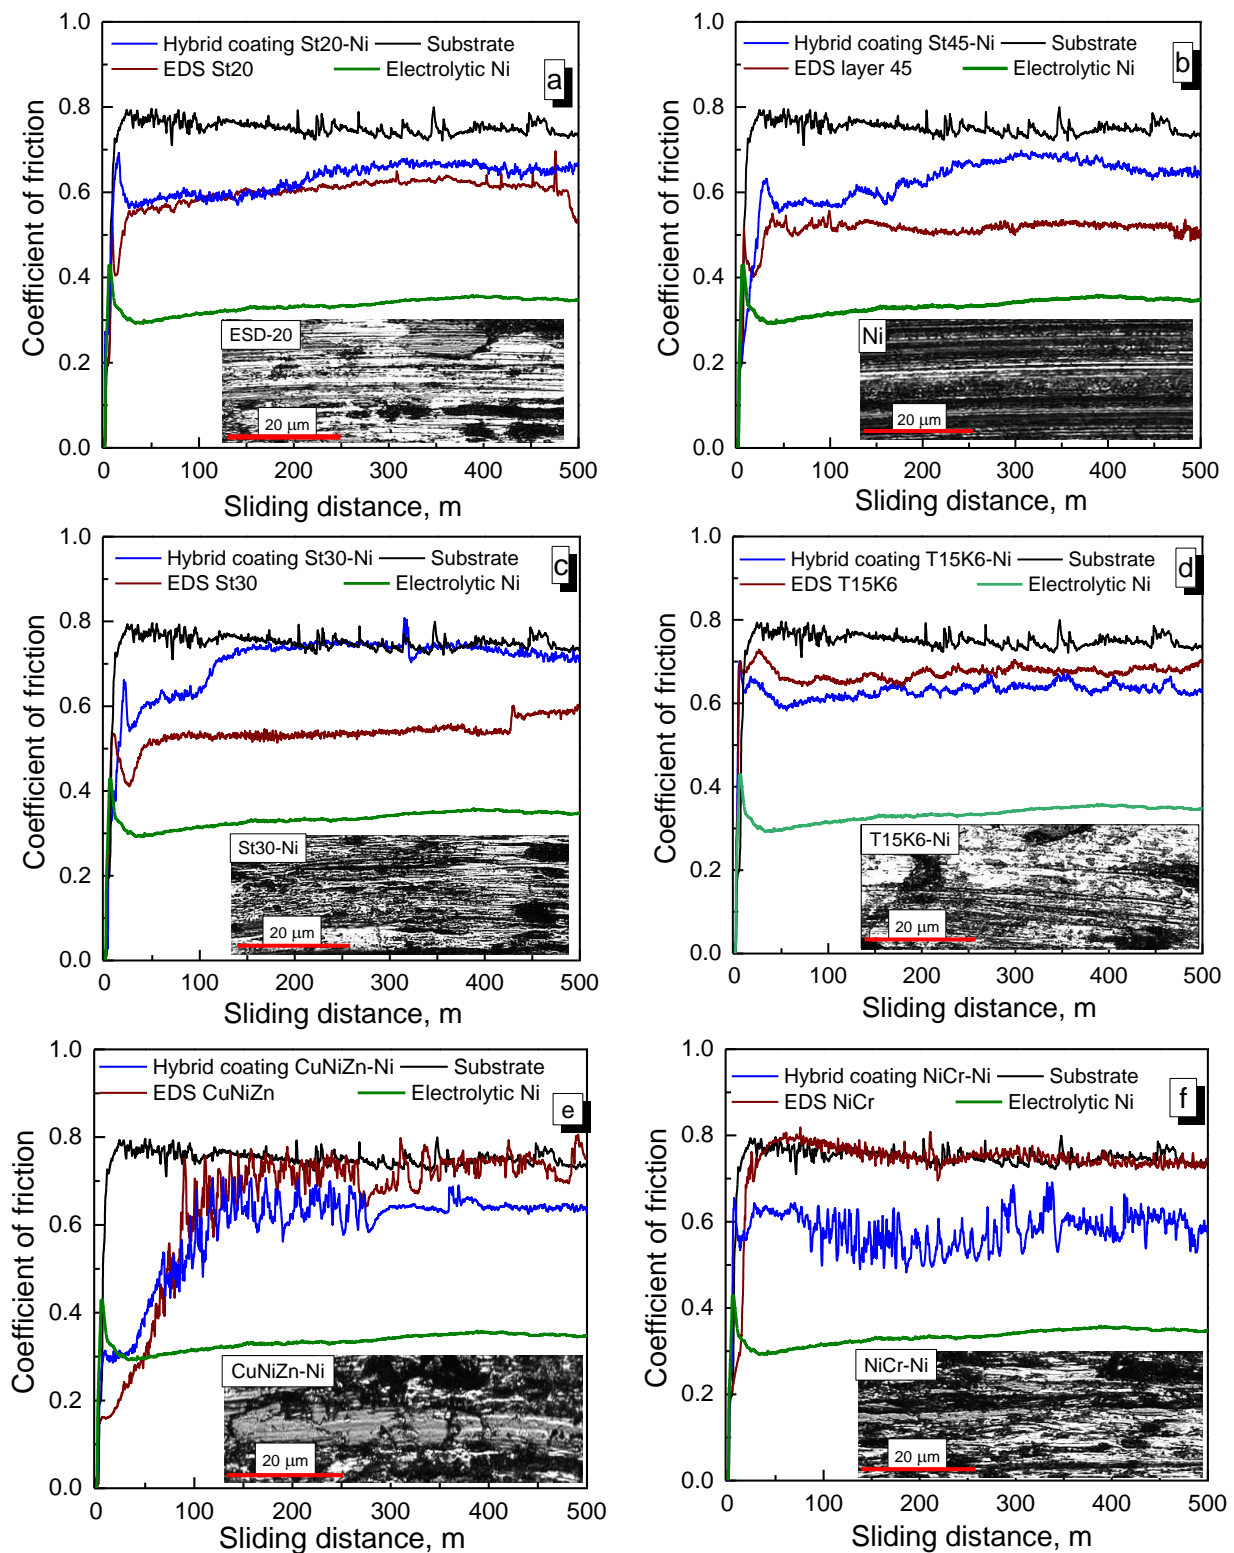 1.0
Hybrid coating St20-Ni Substrate
EDS St20 Electrolytic Ni
a
0.8
0.6
0.4
0.2
0.0
Coefficient of friction
ESD-20
20 µm
0 100 200 300 400 500
Sliding distance, m
1.0
Hybrid coating St45-Ni Substrate
EDS layer 45 Electrolytic Ni
b
0.8
0.6
0.4
0.2
0.0
Coefficient of friction
Ni
20 µm
0 100 200 300 400 500
Sliding distance, m
1.0
Hybrid coating St30-Ni Substrate
EDS St30 Electrolytic Ni
c
0.8
0.6
0.4
0.2
0.0
Coefficient of friction
St30-Ni
20 µm
0 100 200 300 400 500
Sliding distance, m
1.0
Hybrid coating T15K6-Ni Substrate
EDS T15K6 Electrolytic Ni
d
0.8
0.6
0.4
0.2
0.0
Coefficient of friction
T15K6-Ni
20 µm
0 100 200 300 400 500
Sliding distance, m
1.0
Hybrid coating CuNiZn-Ni Substrate
EDS CuNiZn Electrolytic Ni
e
0.8
0.6
0.4
0.2
0.0
Coefficient of friction
CuNiZn-Ni
20 µm
0 100 200 300 400 500
Sliding distance, m
1.0
Hybrid coating NiCr-Ni Substrate
EDS NiCr Electrolytic Ni
f
0.8
0.6
0.4
0.2
0.0
Coefficient of friction
NiCr-Ni
20 µm
0 100 200 300 400 500
Sliding distance, m